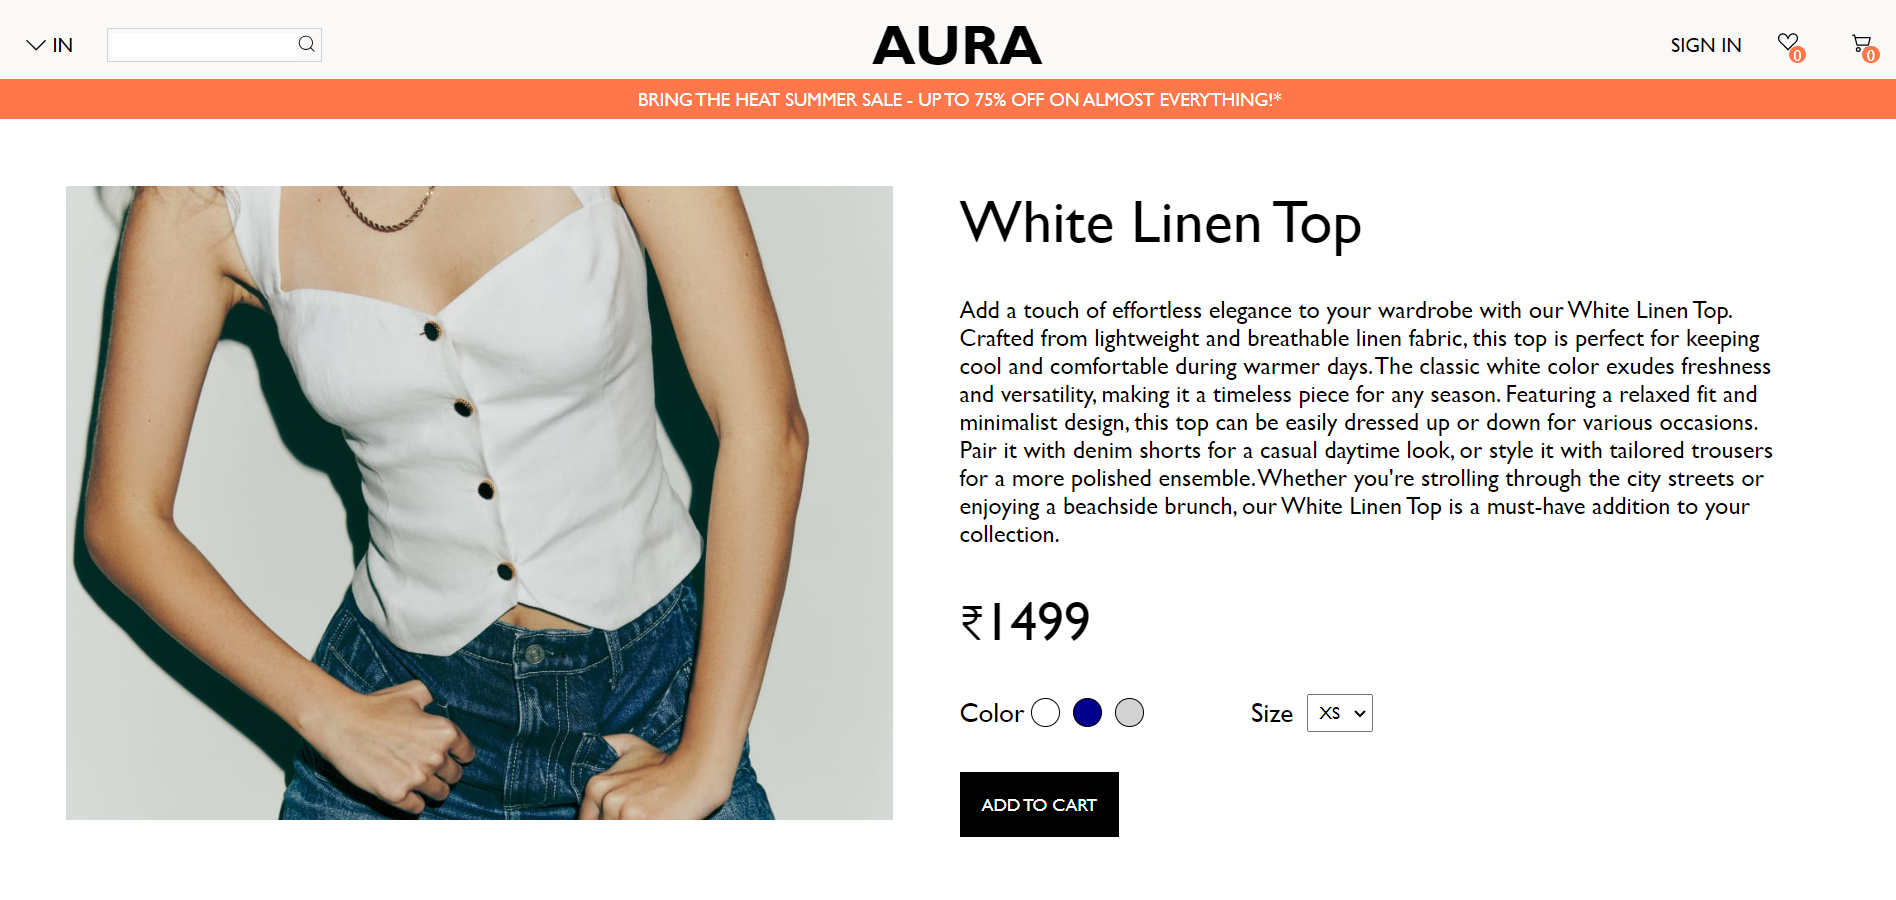 IN
AURA
SIGN IN
0
0
BRING THE HEAT SUMMER SALE - UP TO 75% OFF ON ALMOST EVERYTHING!*
White Linen Top
Add a touch of effortless elegance to your wardrobe with our White Linen Top.
Crafted from lightweight and breathable linen fabric, this top is perfect for keeping
cool and comfortable during warmer days. The classic white color exudes freshness
and versatility, making it a timeless piece for any season. Featuring a relaxed fit and
minimalist design, this top can be easily dressed up or down for various occasions.
Pair it with denim shorts for a casual daytime look, or style it with tailored trousers
for a more polished ensemble. Whether you're strolling through the city streets or
enjoying a beachside brunch, our White Linen Top is a must-have addition to your
collection.
₹1499
Color
Size
XS
ADD TO CART